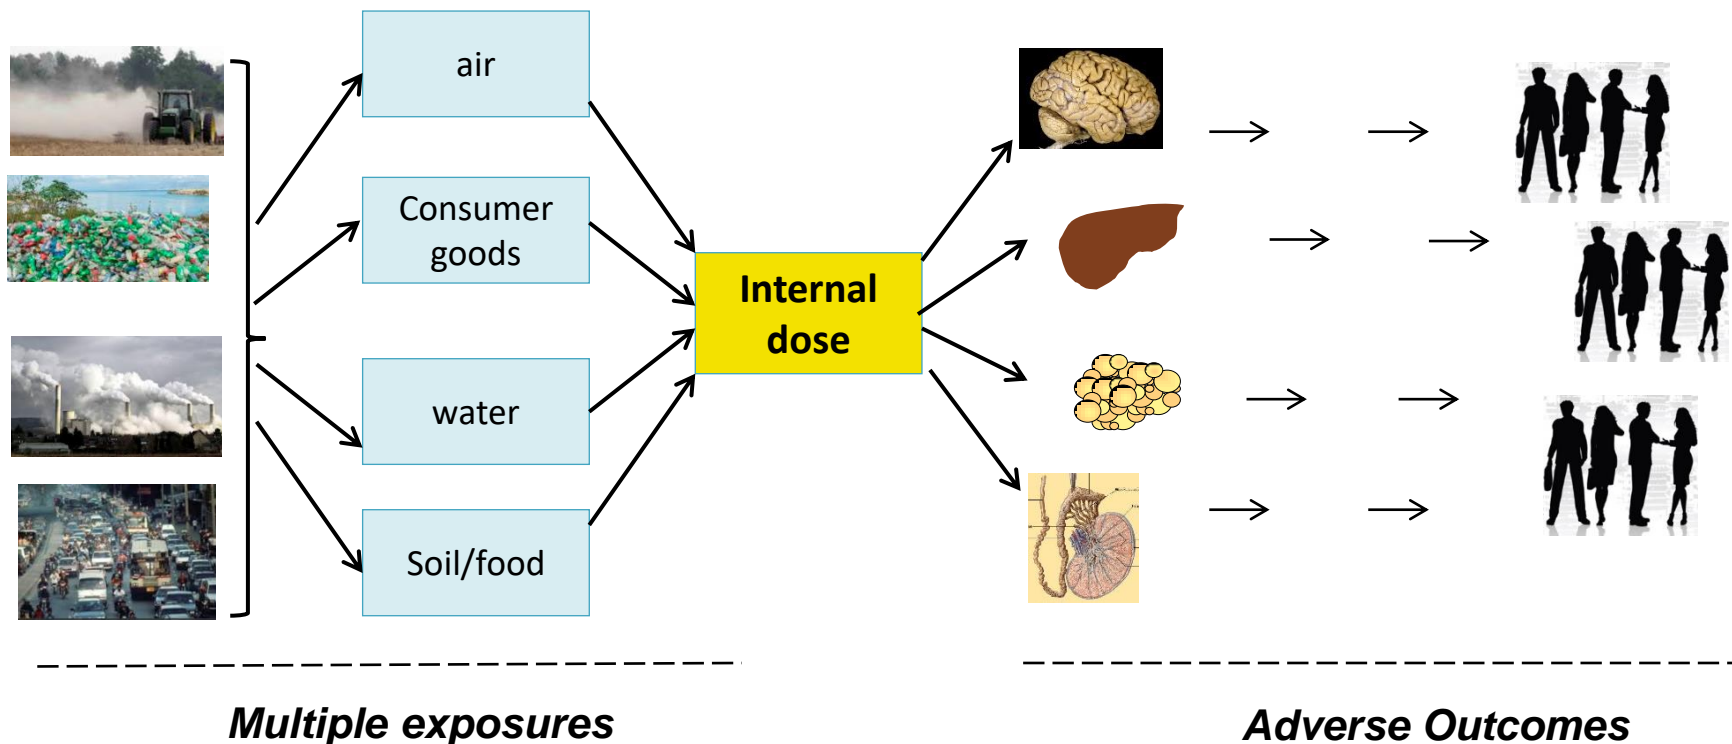 air
Consumer
goods
water
Soil/food
Internal
dose
Multiple exposures
Adverse Outcomes